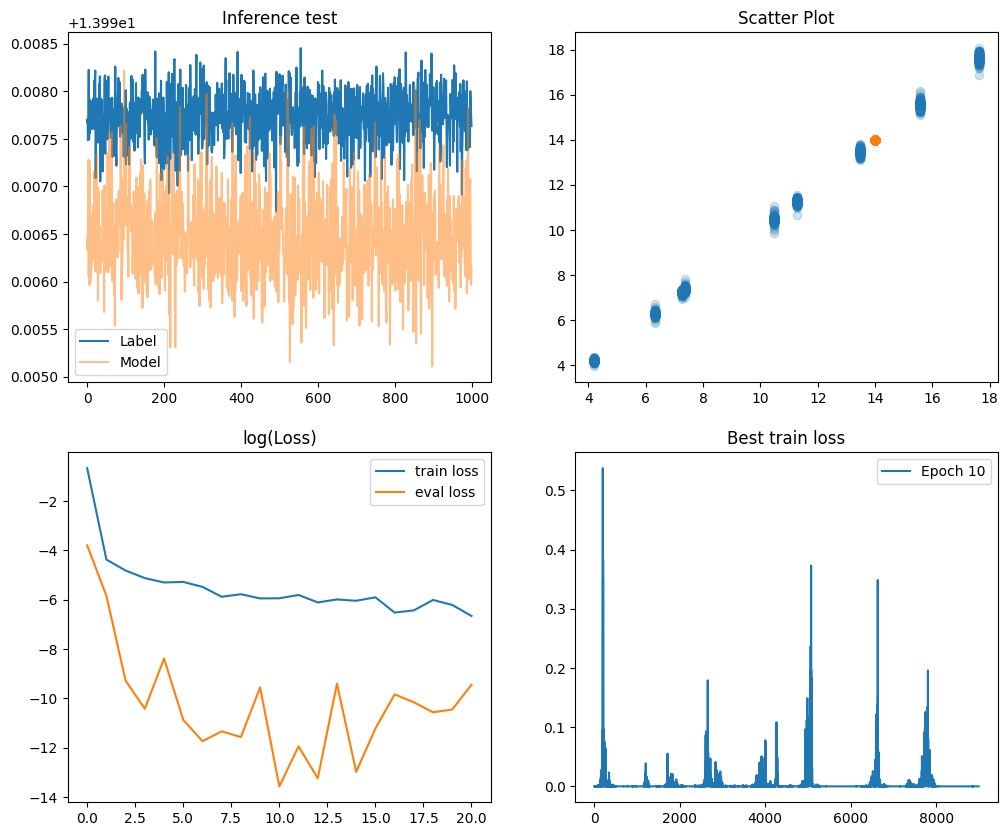 Inference test
+1.399e1
0.0085
0.0080
0.0075
0.0070
0.0065
0.0060
0.0055
0.0050
Label
Model
0 200 400 600 800 1000
Scatter Plot
18
16
14
12
10
8
6
4
4 6 8 10 12 14 16 18
log(Loss)
train loss
eval loss
−2
−4
−6
−8
−10
−12
−14
0.0 2.5 5.0 7.5 10.0 12.5 15.0 17.5 20.0
Best train loss
Epoch 10
0.5
0.4
0.3
0.2
0.1
0.0
0 2000 4000 6000 8000